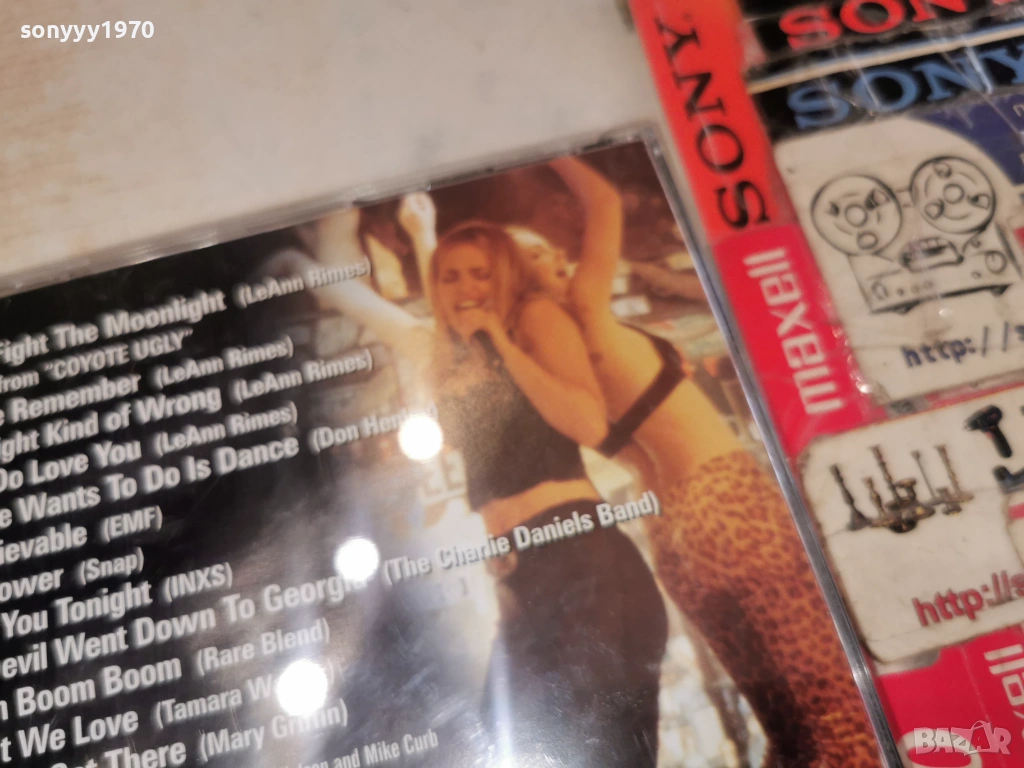 sonyyy1970
SONY
SONY
SONY
maxell
http://s
http://s
Fight The Moonlight (LeAnn Rimes)
from "COYOTE UGLY"
Remember (LeAnn Rimes)
ight Kind of Wrong (LeAnn Rimes)
Do Love You (LeAnn Rimes)
e Wants To Do Is Dance (Don Hen
ievable (EMF)
ower (Snap)
You Tonight (INXS)
evil Went Down To Georgia (The Charlie Daniels Band)
Boom Boom (Rare Blend)
t We Love (Tamara W
There (Mary Griffin)
son and Mike Curb
BAZAR